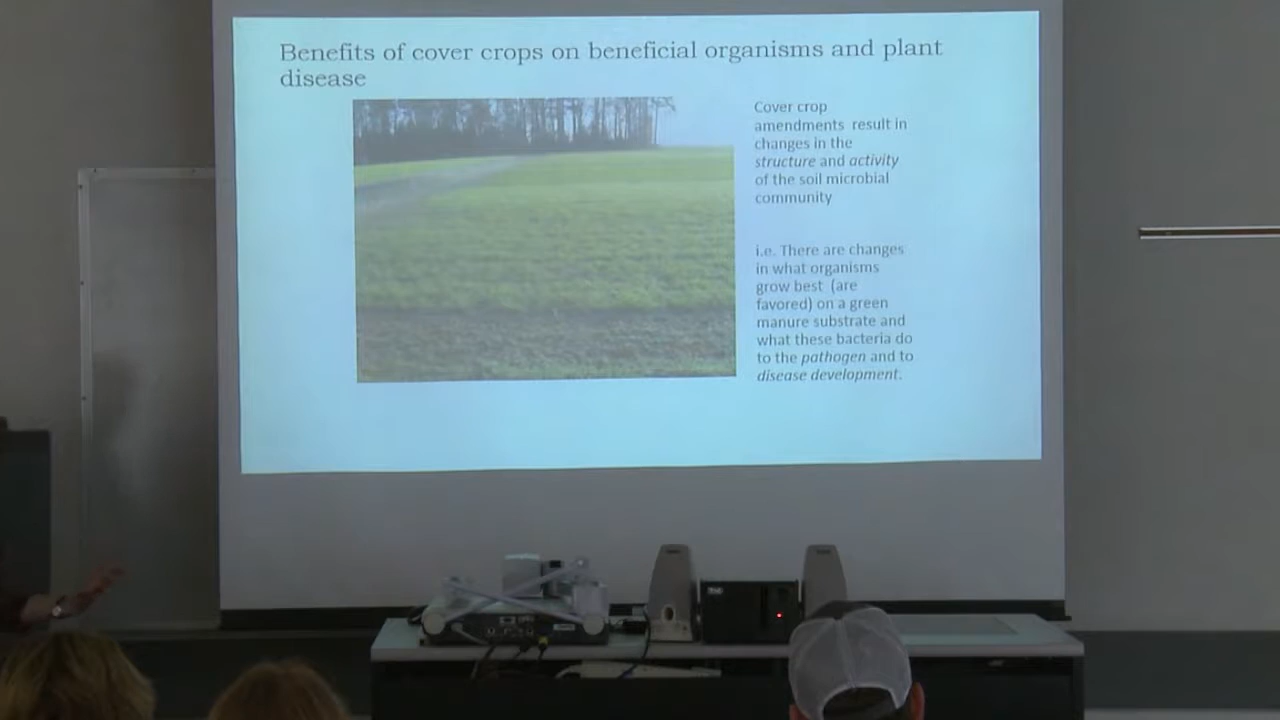 Benefits of cover crops on beneficial organisms and plant
disease
Cover crop
amendments result in
changes in the
structure and activity
of the soil microbial
community
i.e. There are changes
in what organisms
grow best (are
favored) on a green
manure substrate and
what these bacteria do
to the pathogen and to
disease development.